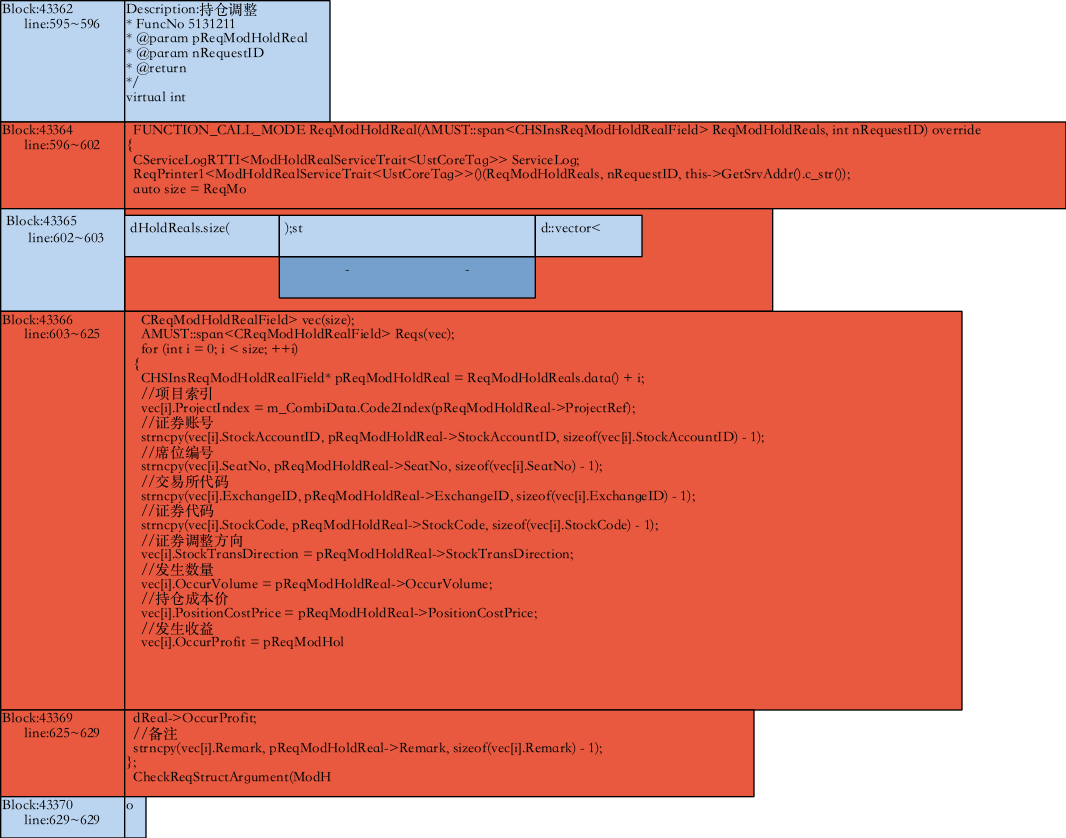 Block:43362
line:595~596
Description:持仓调整
* FuncNo 5131211
* @param pReqModHoldReal
* @param nRequestID
* @return
*/
virtual int
Block:43364
line:596~602
FUNCTION_CALL_MODE ReqModHoldReal(AMUST::span<CHSInsReqModHoldRealField> ReqModHoldReals, int nRequestID) override
{
CServiceLogRTTI<ModHoldRealServiceTrait<UstCoreTag>> ServiceLog;
ReqPrinter1<ModHoldRealServiceTrait<UstCoreTag>>()(ReqModHoldReals, nRequestID, this->GetSrvAddr().c_str());
auto size = ReqMo
Block:43365
line:602~603
dHoldReals.size(
);st
d::vector<
- -
Block:43366
line:603~625
CReqModHoldRealField> vec(size);
AMUST::span<CReqModHoldRealField> Reqs(vec);
for (int i = 0; i < size; ++i)
{
CHSInsReqModHoldRealField* pReqModHoldReal = ReqModHoldReals.data() + i;
//项目索引
vec[i].ProjectIndex = m_CombiData.Code2Index(pReqModHoldReal->ProjectRef);
//证券账号
strncpy(vec[i].StockAccountID, pReqModHoldReal->StockAccountID, sizeof(vec[i].StockAccountID) - 1);
//席位编号
strncpy(vec[i].SeatNo, pReqModHoldReal->SeatNo, sizeof(vec[i].SeatNo) - 1);
//交易所代码
strncpy(vec[i].ExchangeID, pReqModHoldReal->ExchangeID, sizeof(vec[i].ExchangeID) - 1);
//证券代码
strncpy(vec[i].StockCode, pReqModHoldReal->StockCode, sizeof(vec[i].StockCode) - 1);
//证券调整方向
vec[i].StockTransDirection = pReqModHoldReal->StockTransDirection;
//发生数量
vec[i].OccurVolume = pReqModHoldReal->OccurVolume;
//持仓成本价
vec[i].PositionCostPrice = pReqModHoldReal->PositionCostPrice;
//发生收益
vec[i].OccurProfit = pReqModHol
Block:43369
line:625~629
dReal->OccurProfit;
//备注
strncpy(vec[i].Remark, pReqModHoldReal->Remark, sizeof(vec[i].Remark) - 1);
};
CheckReqStructArgument(ModH
Block:43370
line:629~629
o